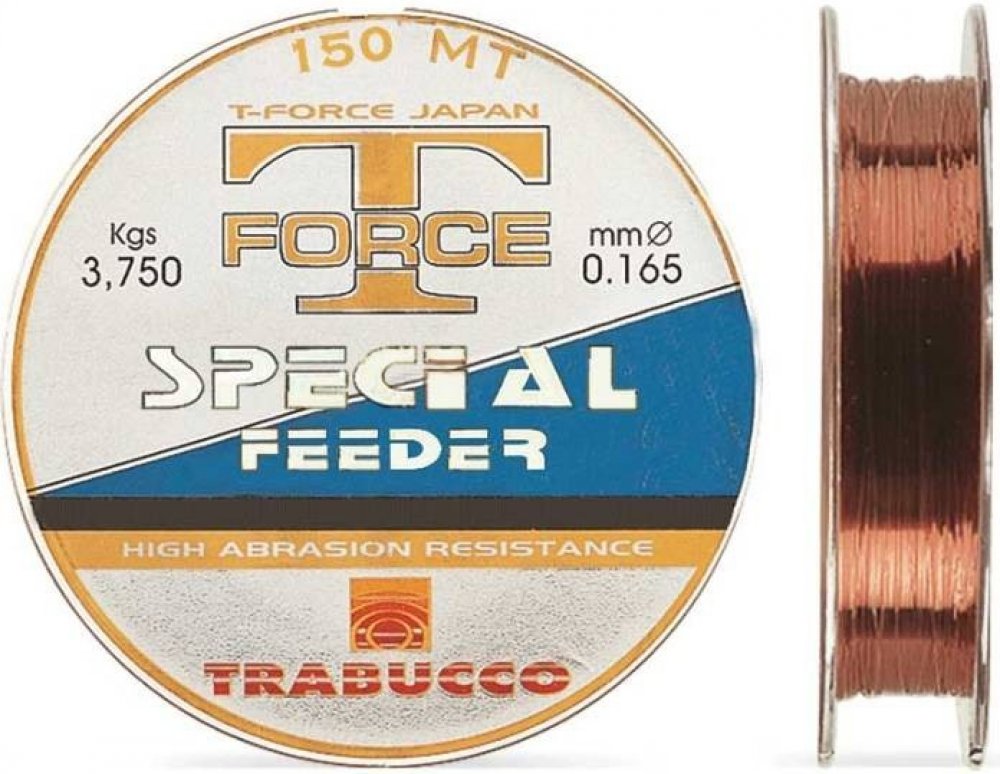 150 MT
T-FORCE JAPAN
T
FORCE
Kgs
3,750
mm Ø
0.165
SPECIAL
FEEDER
HIGH ABRASION RESISTANCE
TRABUCCO